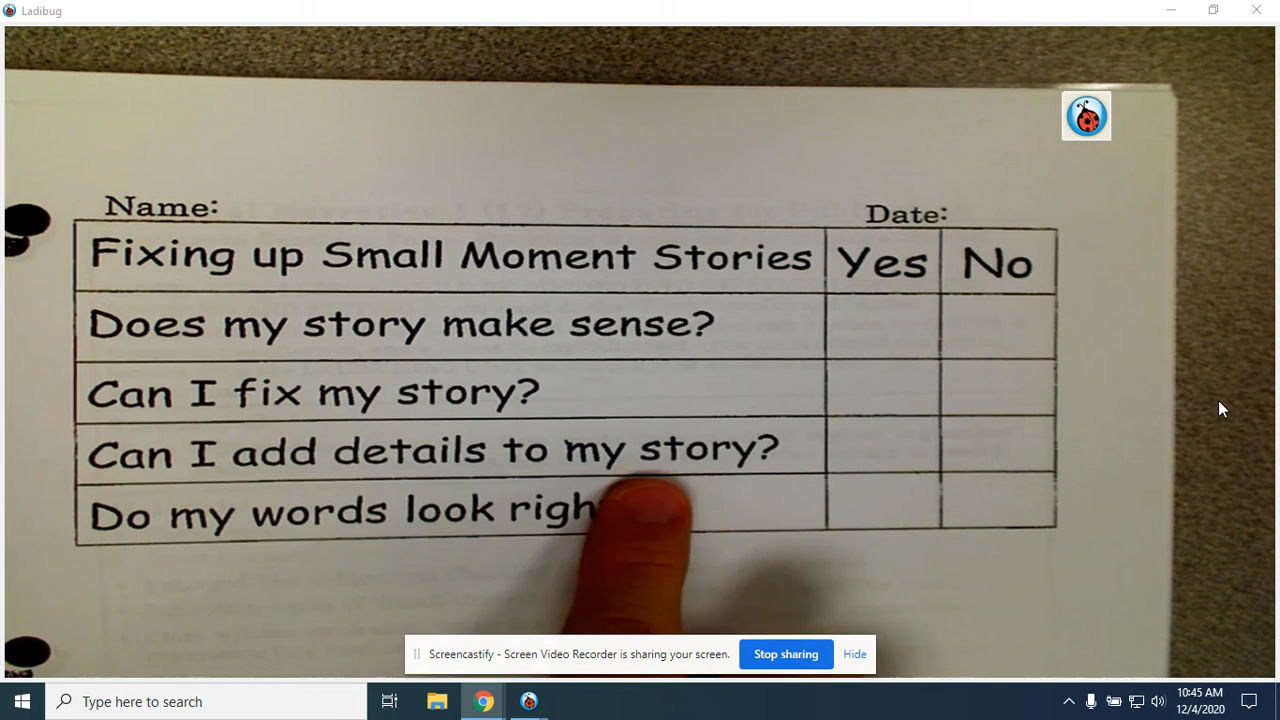 Ladibug
Name:
Date:
Fixing up Small Moment Stories Yes No
Does my story make sense?
Can I fix my story?
Can I add details to my story?
Do my words look
Screencastify - Screen Video Recorder is sharing your screen. Stop sharing Hide
Type here to search
10:45 AM
12/4/2020